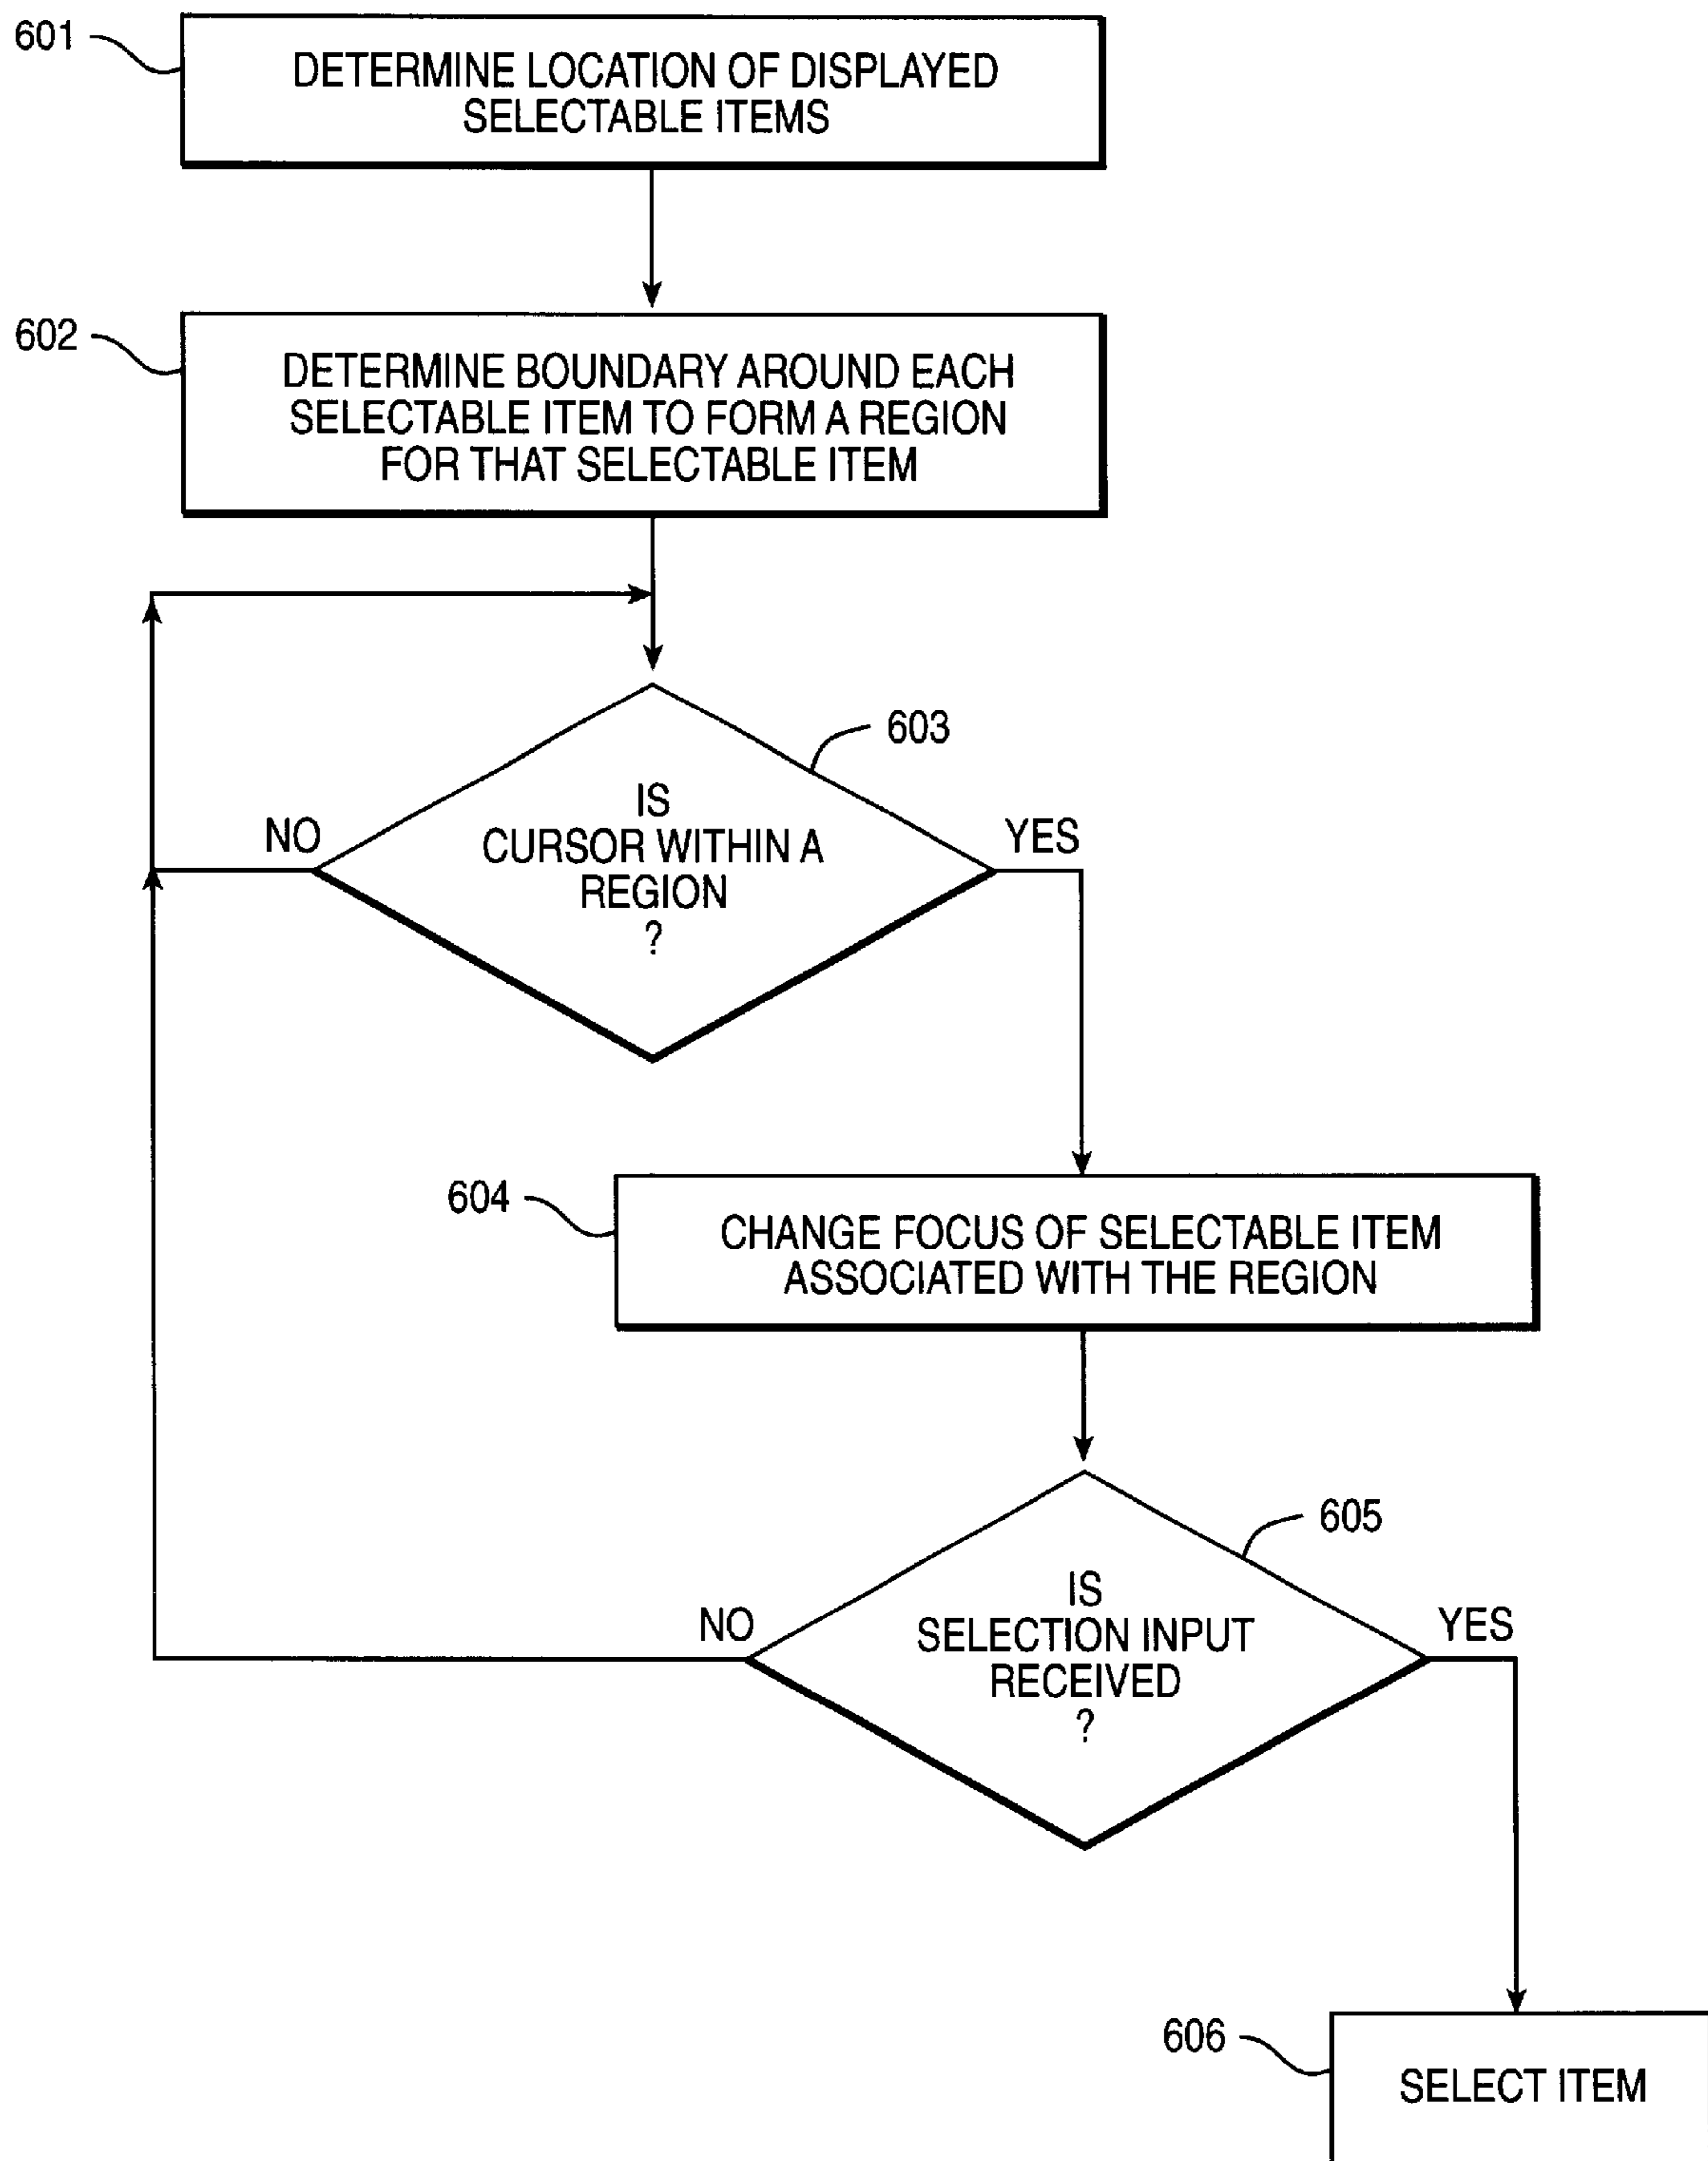 601
DETERMINE LOCATION OF DISPLAYED
SELECTABLE ITEMS
602
DETERMINE BOUNDARY AROUND EACH
SELECTABLE ITEM TO FORM A REGION
FOR THAT SELECTABLE ITEM
603
IS
CURSOR WITHIN A
REGION
?
NO
YES
604
CHANGE FOCUS OF SELECTABLE ITEM
ASSOCIATED WITH THE REGION
605
IS
SELECTION INPUT
RECEIVED
?
NO
YES
606
SELECT ITEM